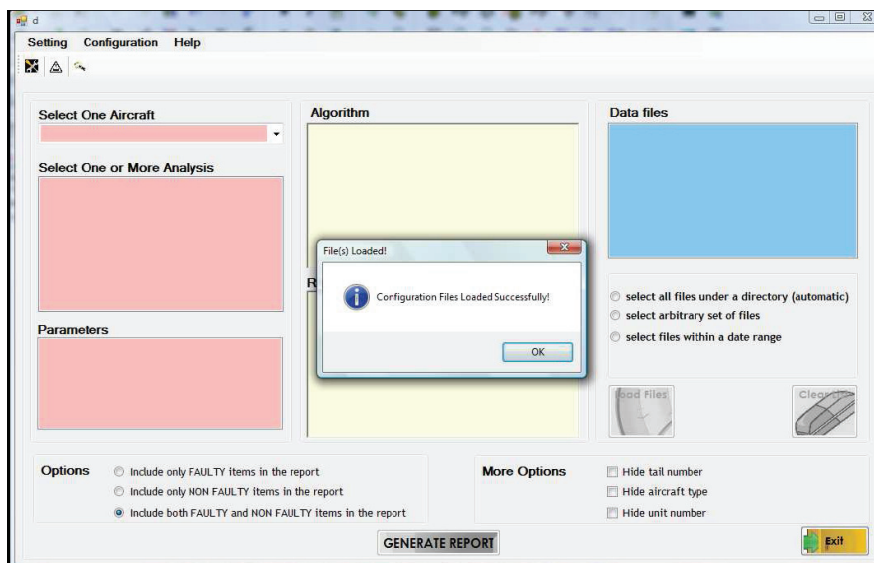 d
Setting Configuration Help
Select One Aircraft
Algorithm
Data files
Select One or More Analysis
File(s) Loaded!
Configuration Files Loaded Successfully!
OK
R
select all files under a directory (automatic)
select arbitrary set of files
select files within a date range
Parameters
Load Files
Options
Include only FAULTY items in the report
Include only NON FAULTY items in the report
Include both FAULTY and NON FAULTY items in the report
More Options
Hide tail number
Hide aircraft type
Hide unit number
GENERATE REPORT
Exit